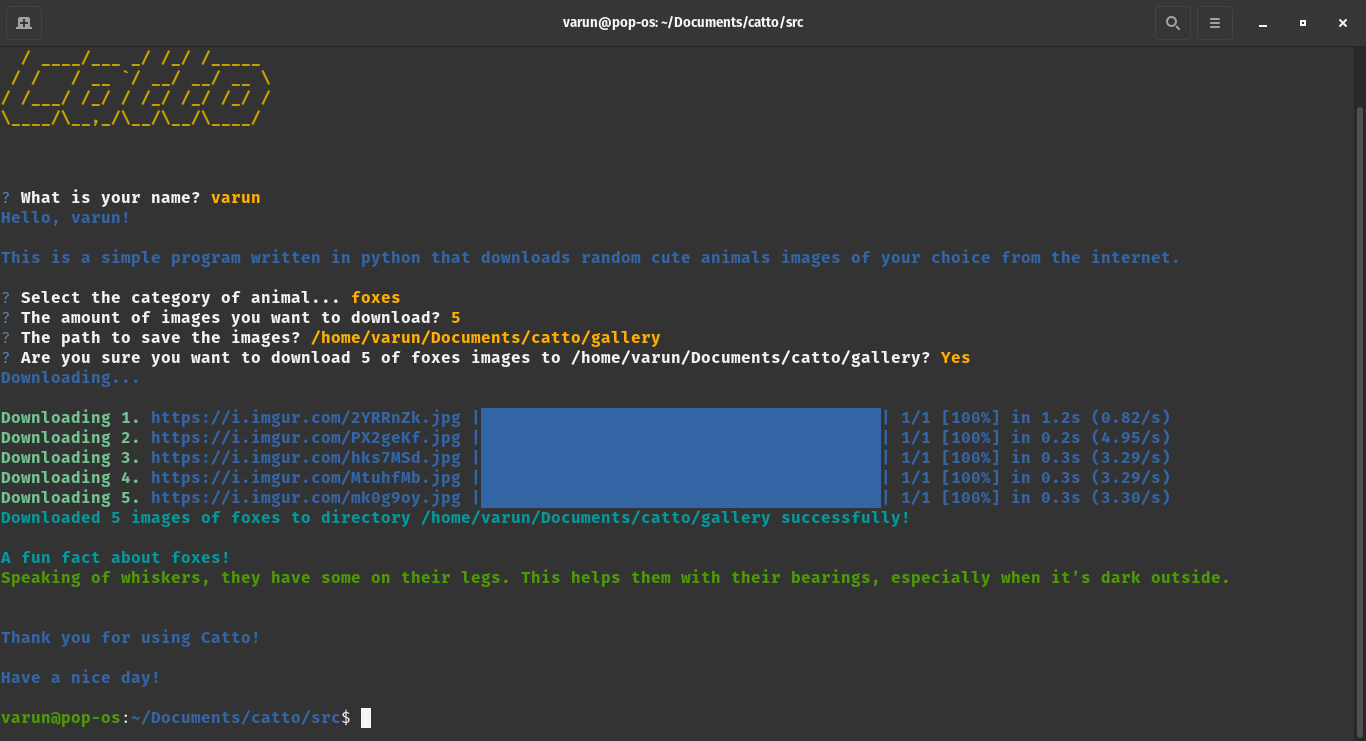 varun@pop-os: ~/Documents/catto/src
  / ____/___ _/ /_/ /_____
 / /   / __ `/ __/ __/ __ \
/ /___/ /_/ / /_/ /_/ /_/ /
\____/\__,_/\__/\__/\____/
? What is your name? varun
Hello, varun!
This is a simple program written in python that downloads random cute animals images of your choice from the internet.
? Select the category of animal... foxes
? The amount of images you want to download? 5
? The path to save the images? /home/varun/Documents/catto/gallery
? Are you sure you want to download 5 of foxes images to /home/varun/Documents/catto/gallery? Yes
Downloading...
Downloading 1. https://i.imgur.com/2YRRnZk.jpg |████████████████████████████████████████| 1/1 [100%] in 1.2s (0.82/s)
Downloading 2. https://i.imgur.com/PX2geKf.jpg |████████████████████████████████████████| 1/1 [100%] in 0.2s (4.95/s)
Downloading 3. https://i.imgur.com/hks7MSd.jpg |████████████████████████████████████████| 1/1 [100%] in 0.3s (3.29/s)
Downloading 4. https://i.imgur.com/MtuhfMb.jpg |████████████████████████████████████████| 1/1 [100%] in 0.3s (3.29/s)
Downloading 5. https://i.imgur.com/mk0g9oy.jpg |████████████████████████████████████████| 1/1 [100%] in 0.3s (3.30/s)
Downloaded 5 images of foxes to directory /home/varun/Documents/catto/gallery successfully!
A fun fact about foxes!
Speaking of whiskers, they have some on their legs. This helps them with their bearings, especially when it’s dark outside.
Thank you for using Catto!
Have a nice day!
varun@pop-os:~/Documents/catto/src$